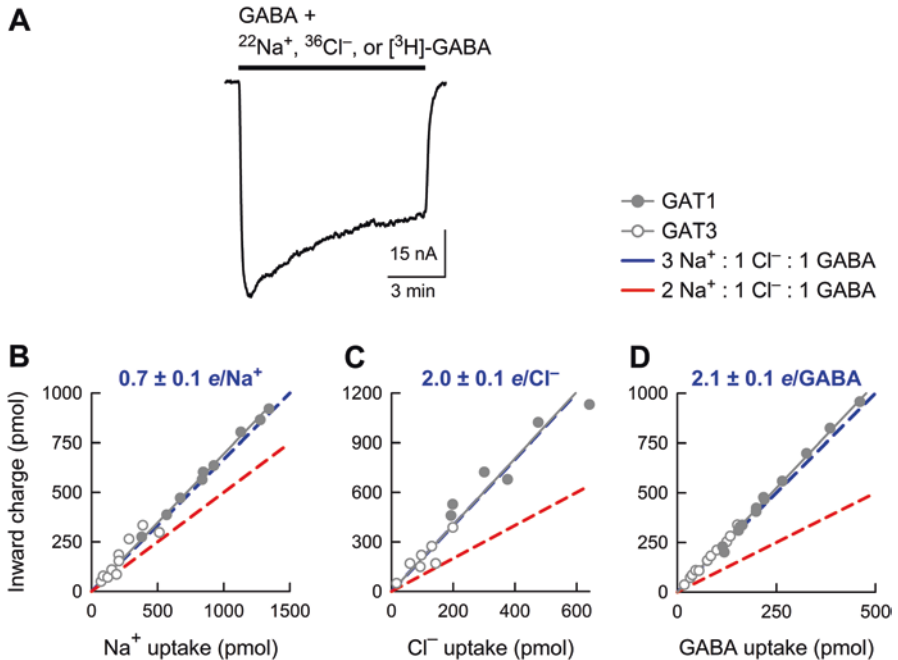 A
GABA +
²²Na⁺, ³⁶Cl⁻, or [³H]-GABA
15 nA
3 min
GAT1
GAT3
3 Na⁺ : 1 Cl⁻ : 1 GABA
2 Na⁺ : 1 Cl⁻ : 1 GABA
B
0.7 ± 0.1 e/Na⁺
Inward charge (pmol)
1000
750
500
250
0
0 500 1000 1500
Na⁺ uptake (pmol)
C
2.0 ± 0.1 e/Cl⁻
1200
900
600
300
0
0 200 400 600
Cl⁻ uptake (pmol)
D
2.1 ± 0.1 e/GABA
1000
750
500
250
0
0 250 500
GABA uptake (pmol)